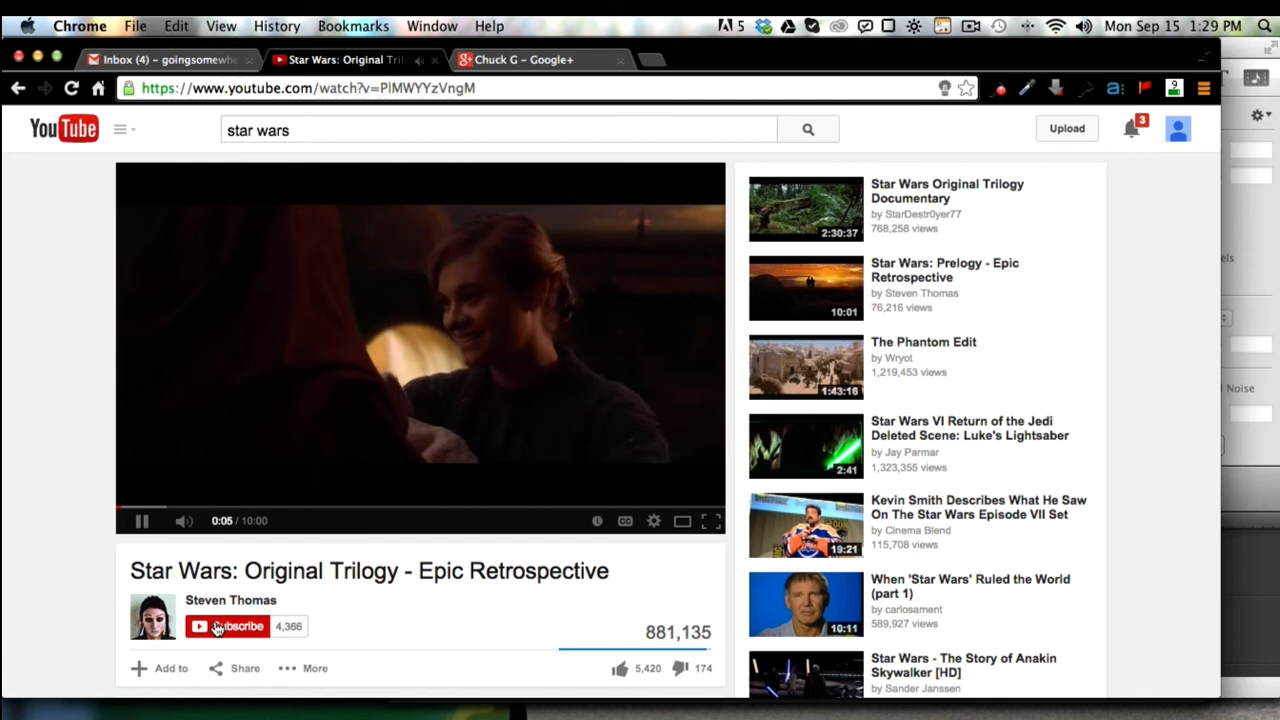 Chrome File Edit View History Bookmarks Window Help
5 Mon Sep 15 1:29 PM
Inbox (4) – goingsomewhe
Star Wars: Original Tril
Chuck G – Google+
https://www.youtube.com/watch?v=PlMWYYzVngM
a:
9
YouTube
star wars
Upload
3
Star Wars Original Trilogy
Documentary
by StarDestr0yer77
768,258 views
2:30:37
Star Wars: Prelogy - Epic
Retrospective
by Steven Thomas
76,216 views
10:01
The Phantom Edit
by Wryot
1,219,453 views
1:43:16
Star Wars VI Return of the Jedi
Deleted Scene: Luke's Lightsaber
by Jay Parmar
1,323,355 views
2:41
Kevin Smith Describes What He Saw
On The Star Wars Episode VII Set
by Cinema Blend
115,708 views
19:21
When 'Star Wars' Ruled the World
(part 1)
by carlosament
589,927 views
10:11
Star Wars - The Story of Anakin
Skywalker [HD]
by Sander Janssen
0:05 / 10:00
CC
Star Wars: Original Trilogy - Epic Retrospective
Steven Thomas
Subscribe 4,366
881,135
Add to Share More
5,420 174
els
d Noise